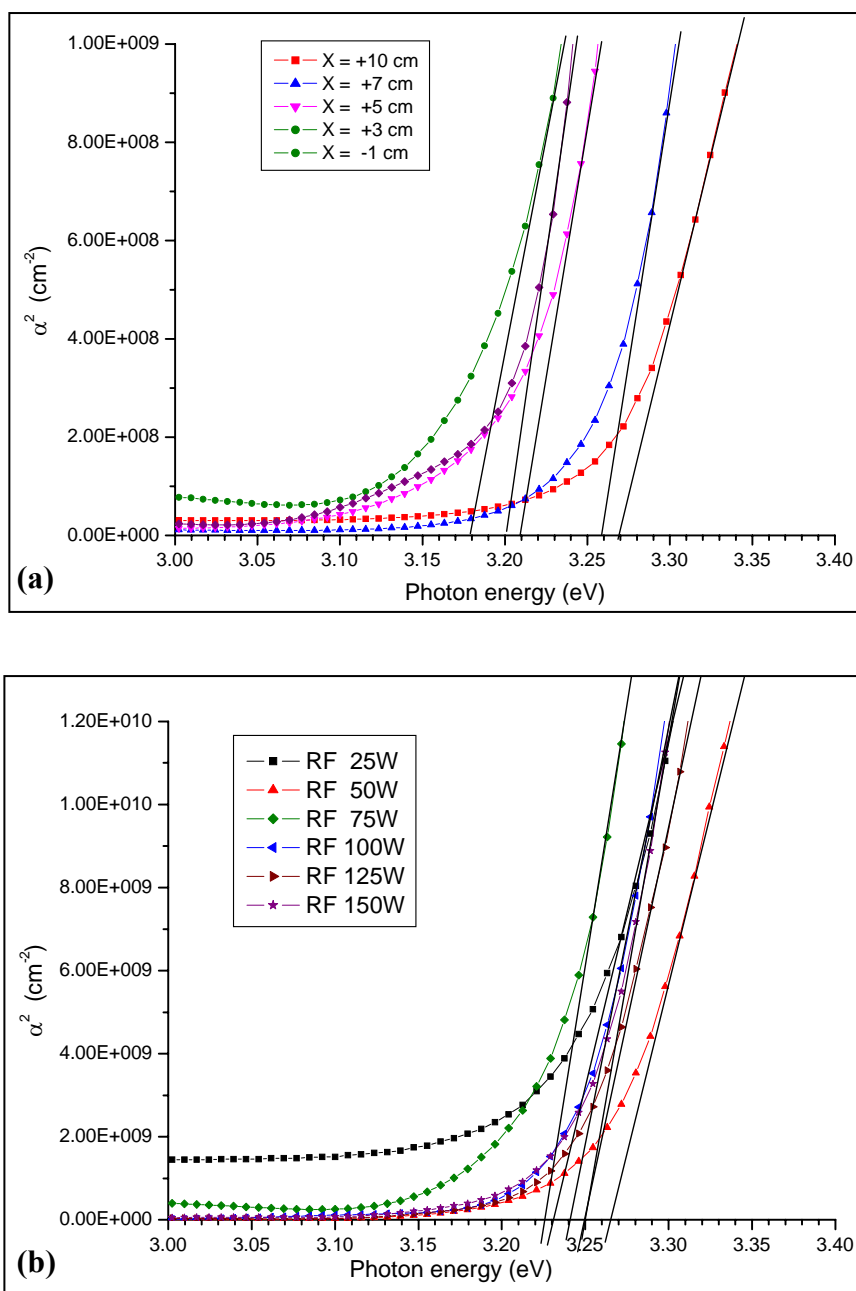 1.00E+009
8.00E+008
6.00E+008
4.00E+008
2.00E+008
0.00E+000
α² (cm⁻²)
X = +10 cm
X = +7 cm
X = +5 cm
X = +3 cm
X = -1 cm
3.00 3.05 3.10 3.15 3.20 3.25 3.30 3.35 3.40
Photon energy (eV)
(a)
1.20E+010
1.00E+010
8.00E+009
6.00E+009
4.00E+009
2.00E+009
0.00E+000
α² (cm⁻²)
RF 25W
RF 50W
RF 75W
RF 100W
RF 125W
RF 150W
3.00 3.05 3.10 3.15 3.20 3.25 3.30 3.35 3.40
Photon energy (eV)
(b)